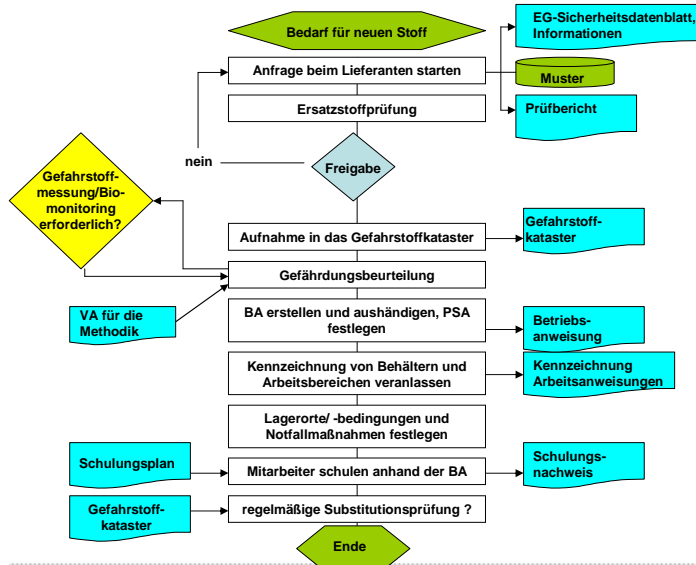 Bedarf für neuen Stoff
EG-Sicherheitsdatenblatt,
Informationen
Anfrage beim Lieferanten starten
Muster
Ersatzstoffprüfung
Prüfbericht
nein
Freigabe
Gefahrstoff-
messung/Bio-
monitoring
erforderlich?
Aufnahme in das Gefahrstoffkataster
Gefahrstoff-
kataster
Gefährdungsbeurteilung
VA für die
Methodik
BA erstellen und aushändigen, PSA
festlegen
Betriebs-
anweisung
Kennzeichnung von Behältern und
Arbeitsbereichen veranlassen
Kennzeichnung
Arbeitsanweisungen
Lagerorte/ -bedingungen und
Notfallmaßnahmen festlegen
Schulungsplan
Mitarbeiter schulen anhand der BA
Schulungs-
nachweis
Gefahrstoff-
kataster
regelmäßige Substitutionsprüfung ?
Ende